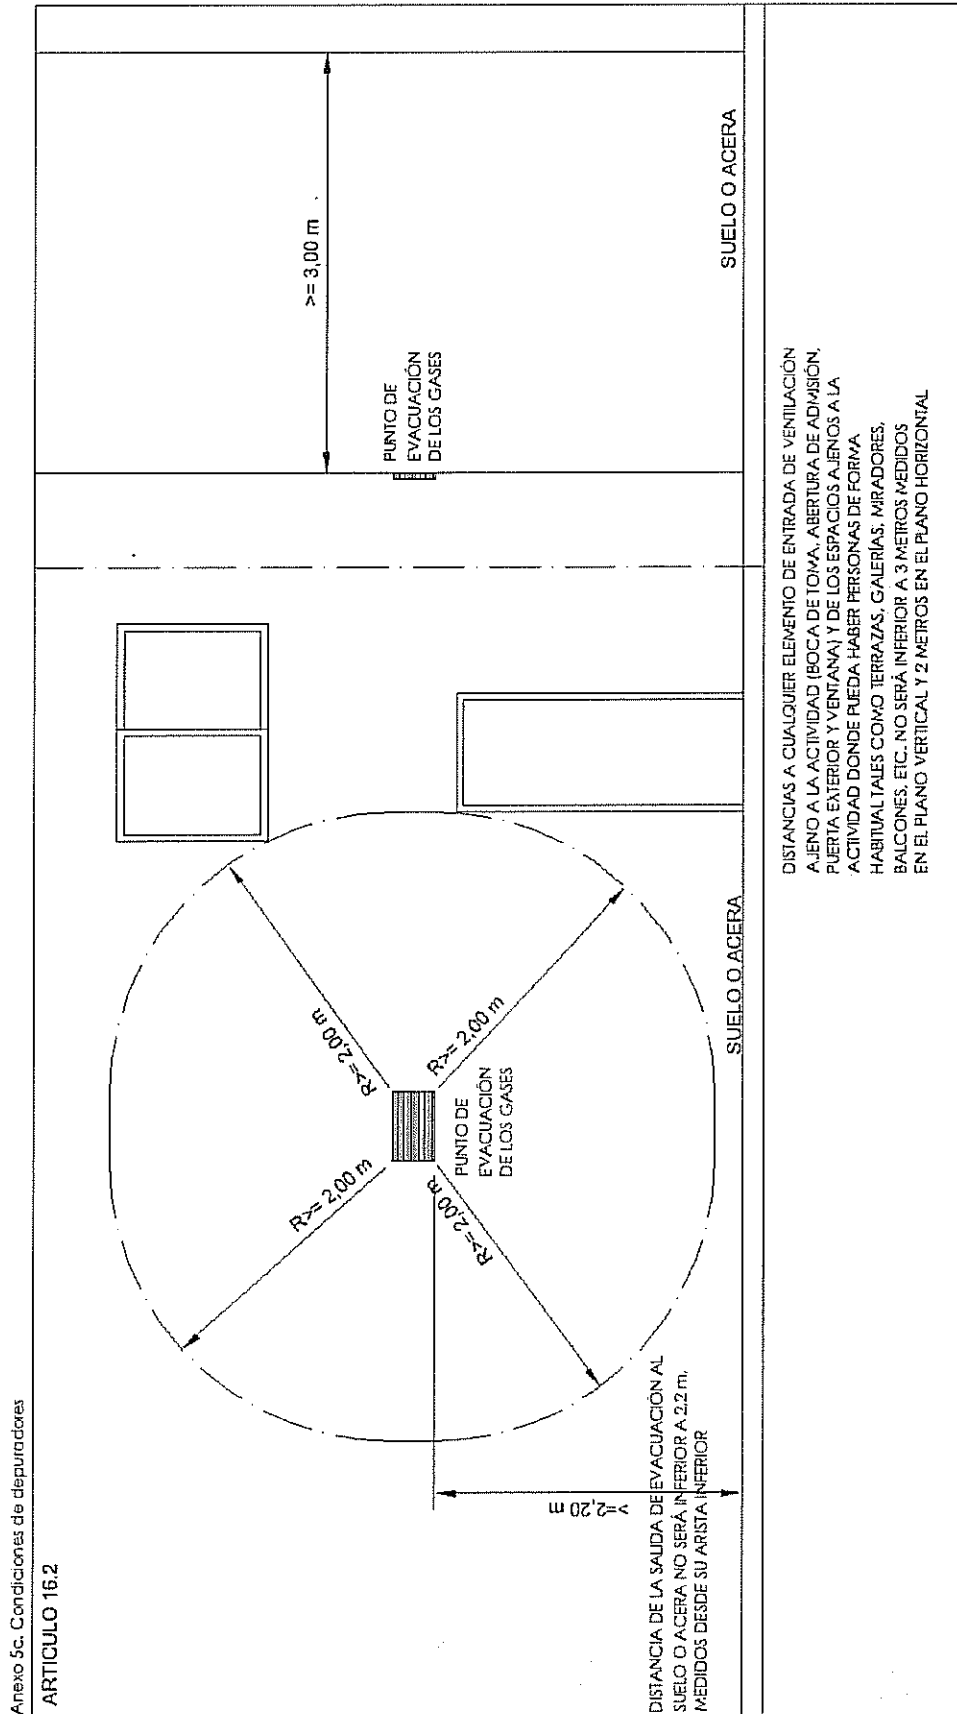 Anexo 5c. Condiciones de depuradores
ARTICULO 16.2
R>= 2,00 m
R>= 2,00 m
R>= 2,00 m
R>= 2,00 m
PUNTO DE
EVACUACIÓN
DE LOS GASES
>=2,20 m
DISTANCIA DE LA SALIDA DE EVACUACIÓN AL
SUELO O ACERA NO SERÁ INFERIOR A 2,2 m,
MEDIDOS DESDE SU ARISTA INFERIOR
SUELO O ACERA
>= 3,00 m
PUNTO DE
EVACUACIÓN
DE LOS GASES
SUELO O ACERA
DISTANCIAS A CUALQUIER ELEMENTO DE ENTRADA DE VENTILACIÓN
AJENO A LA ACTIVIDAD (BOCA DE TOMA, ABERTURA DE ADMISIÓN,
PUERTA EXTERIOR Y VENTANA) Y DE LOS ESPACIOS AJENOS A LA
ACTIVIDAD DONDE PUEDA HABER PERSONAS DE FORMA
HABITUAL TALES COMO TERRAZAS, GALERÍAS, MIRADORES,
BALCONES, ETC. NO SERÁ INFERIOR A 3 METROS MEDIDOS
EN EL PLANO VERTICAL Y 2 METROS EN EL PLANO HORIZONTAL